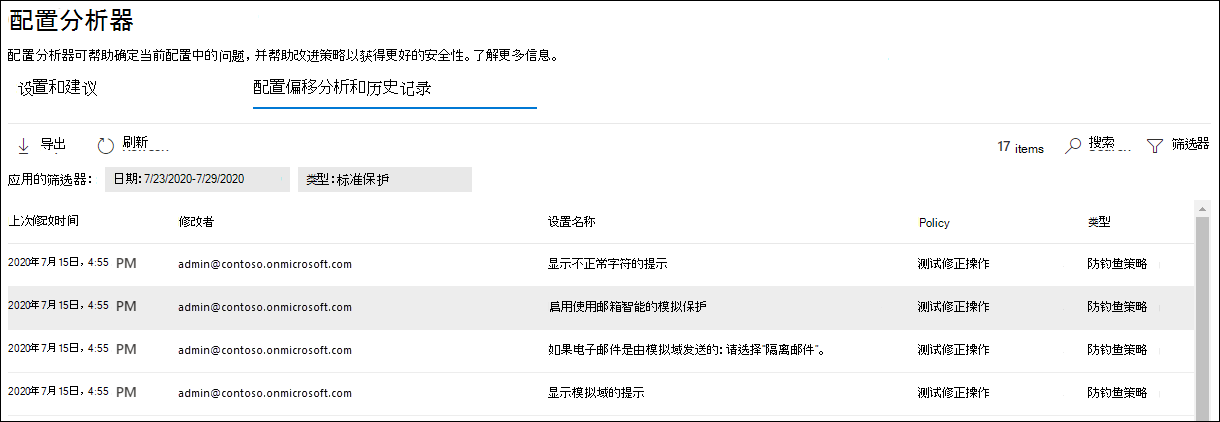 配置分析器
配置分析器可帮助确定当前配置中的问题，并帮助改进策略以获得更好的安全性。了解更多信息。
设置和建议 配置偏移分析和历史记录
导出 刷新 17 items 搜索 筛选器
应用的筛选器： 日期: 7/23/2020-7/29/2020 类型: 标准保护
上次修改时间 修改者 设置名称 Policy 类型
2020年7月15日，4:55 PM admin@contoso.onmicrosoft.com 显示不正常字符的提示 测试修正操作 防钓鱼策略
2020年7月15日，4:55 PM admin@contoso.onmicrosoft.com 启用使用邮箱智能的模拟保护 测试修正操作 防钓鱼策略
2020年7月15日，4:55 PM admin@contoso.onmicrosoft.com 如果电子邮件是由模拟域发送的: 请选择"隔离邮件"。 测试修正操作 防钓鱼策略
2020年7月15日，4:55 PM admin@contoso.onmicrosoft.com 显示模拟域的提示 测试修正操作 防钓鱼策略